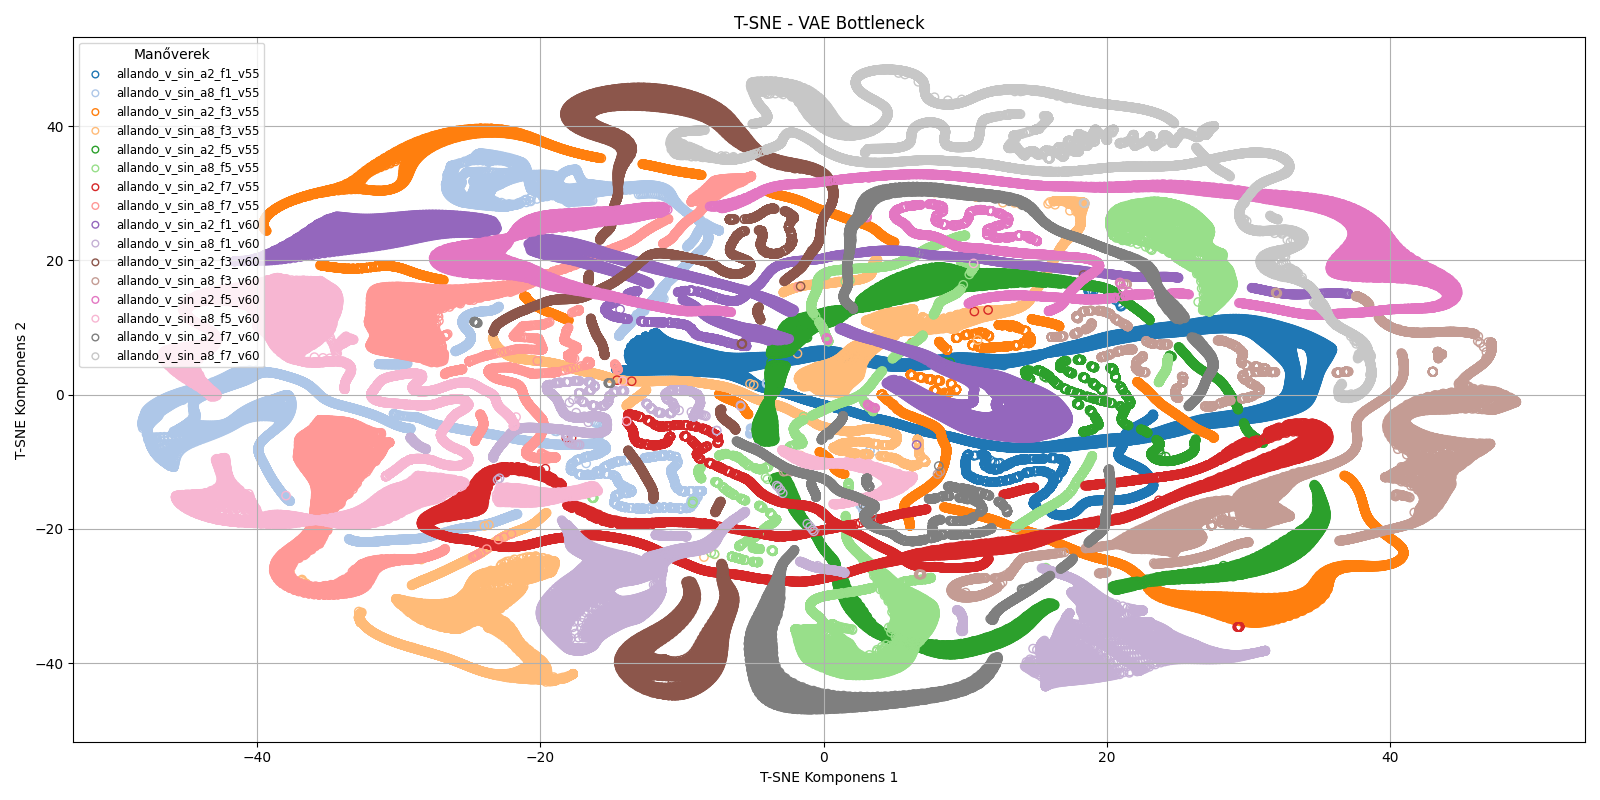 T-SNE - VAE Bottleneck
Manőverek
allando_v_sin_a2_f1_v55
allando_v_sin_a8_f1_v55
allando_v_sin_a2_f3_v55
allando_v_sin_a8_f3_v55
allando_v_sin_a2_f5_v55
allando_v_sin_a8_f5_v55
allando_v_sin_a2_f7_v55
allando_v_sin_a8_f7_v55
allando_v_sin_a2_f1_v60
allando_v_sin_a8_f1_v60
allando_v_sin_a2_f3_v60
allando_v_sin_a8_f3_v60
allando_v_sin_a2_f5_v60
allando_v_sin_a8_f5_v60
allando_v_sin_a2_f7_v60
allando_v_sin_a8_f7_v60
T-SNE Komponens 2
40
20
0
−20
−40
−40
−20
0
20
40
T-SNE Komponens 1